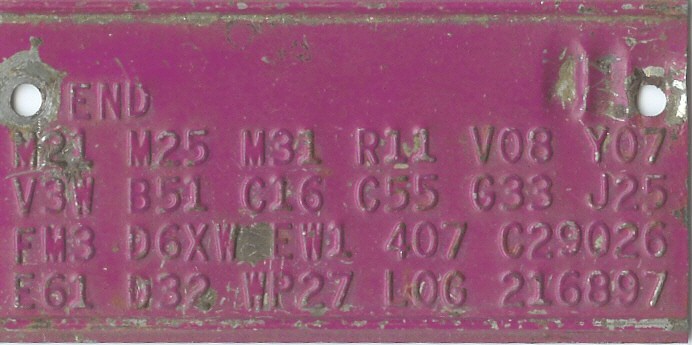 END
M21 M25 M31 R11 V08 Y07
V3W B51 C16 C55 G33 J25
FM3 D6XW EW1 407 C29026
E61 D32 WP27 L0G 216897